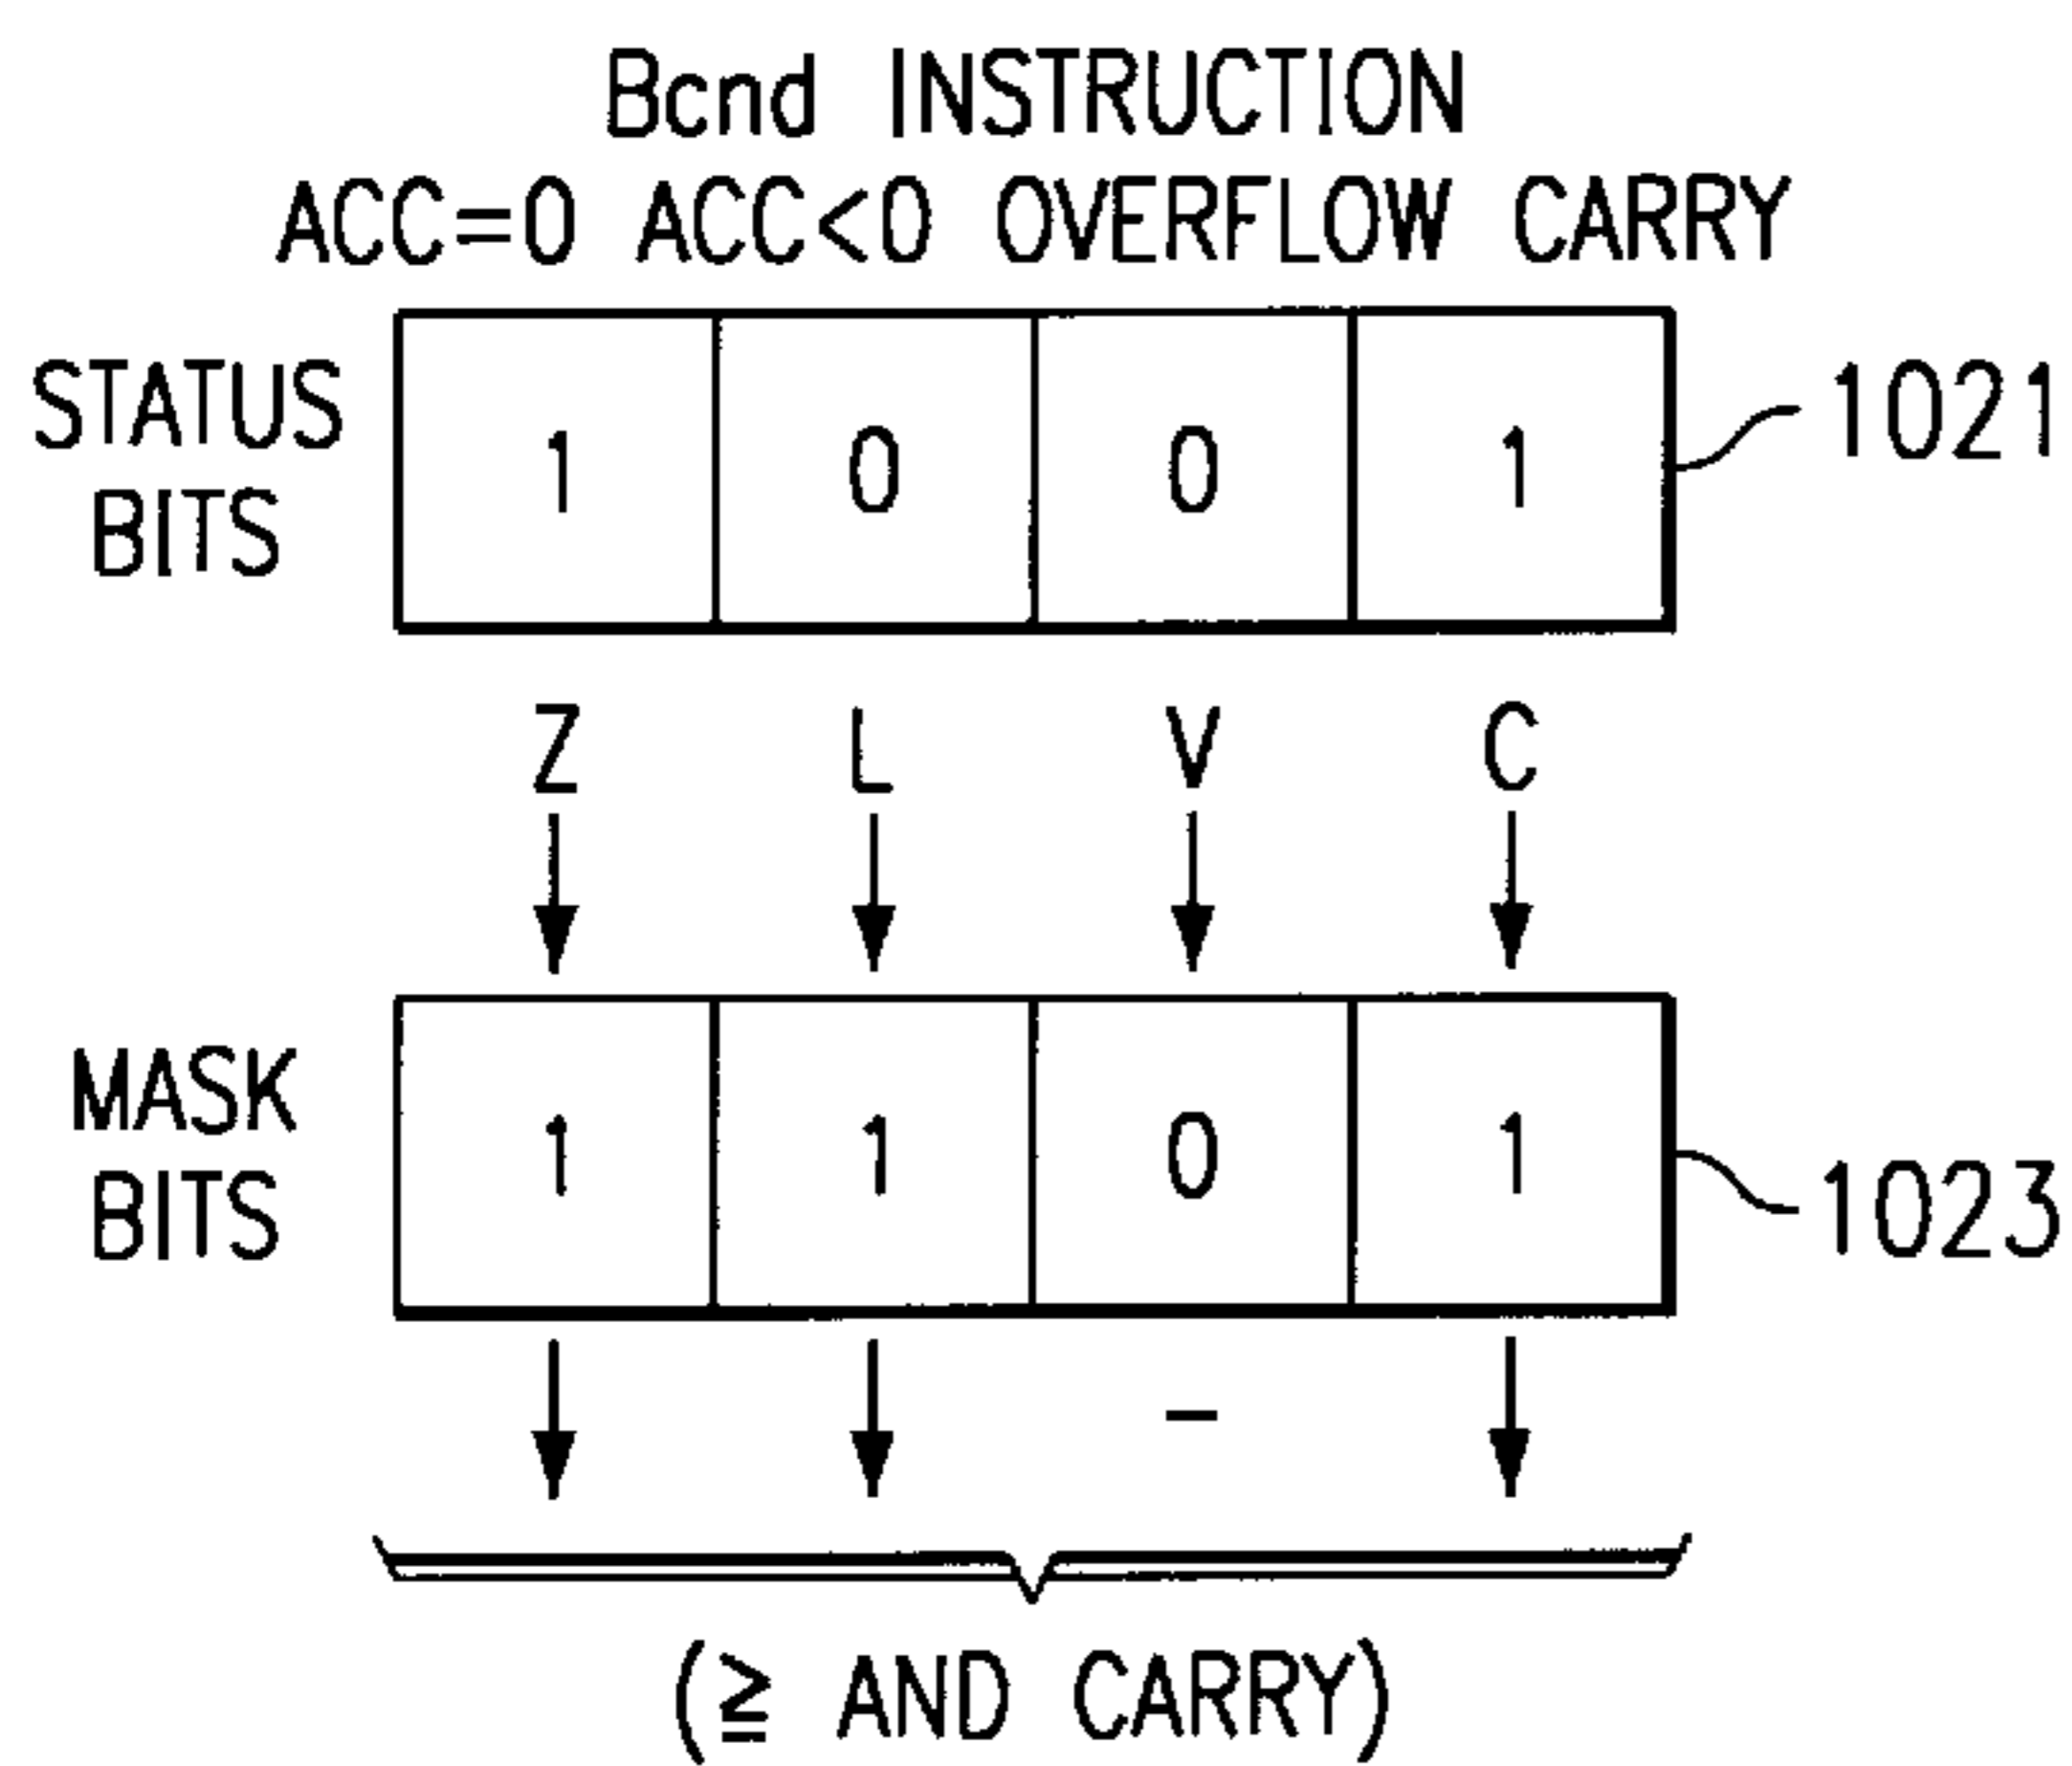 Bcnd INSTRUCTION
ACC=0 ACC<0 OVERFLOW CARRY
STATUS BITS
1 0 0 1
1021
Z L V C
MASK BITS
1 1 0 1
1023
-
(≧ AND CARRY)